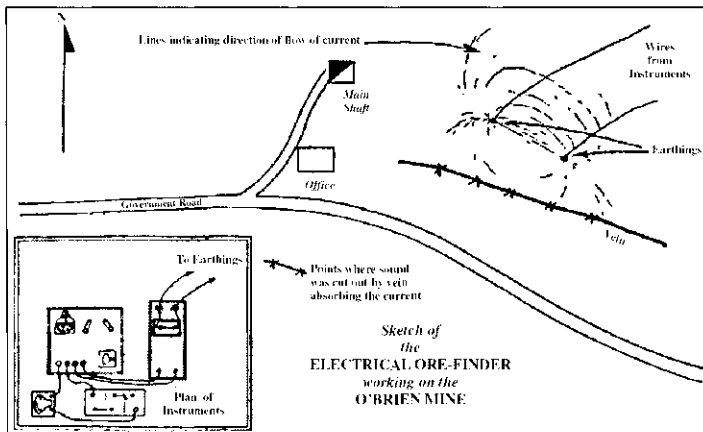 N
Lines indicating direction of flow of current
Wires
from
Instruments
Main
Shaft
Earthings
Office
Government Road
Vein
To Earthings
Points where sound
was cut out by vein
absorbing the current
Plan of
Instruments
Sketch of
the
ELECTRICAL ORE-FINDER
working on the
O'BRIEN MINE